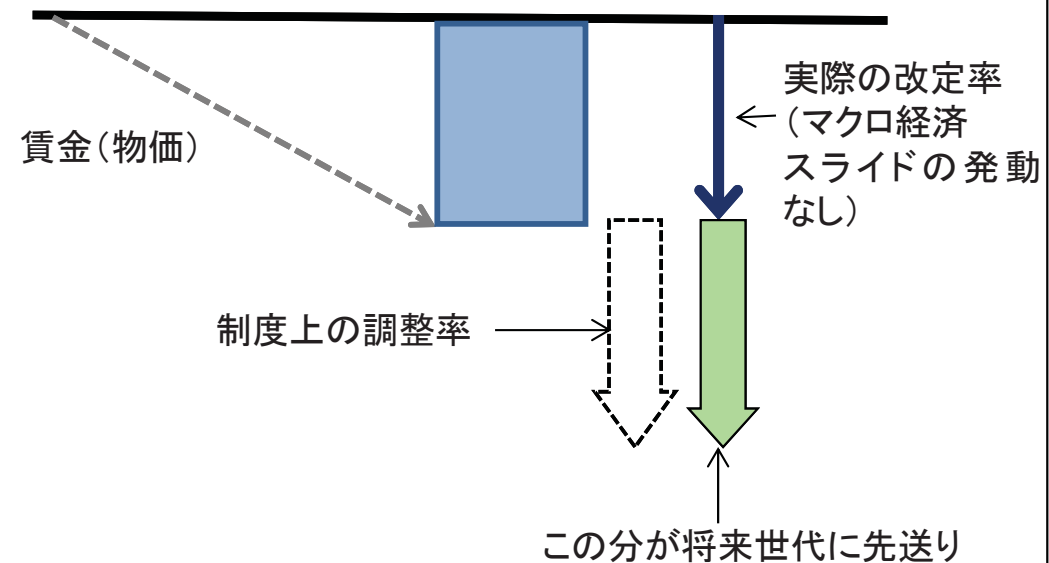 実際の改定率
(マクロ経済
スライドの発動
なし)
賃金(物価)
制度上の調整率
この分が将来世代に先送り